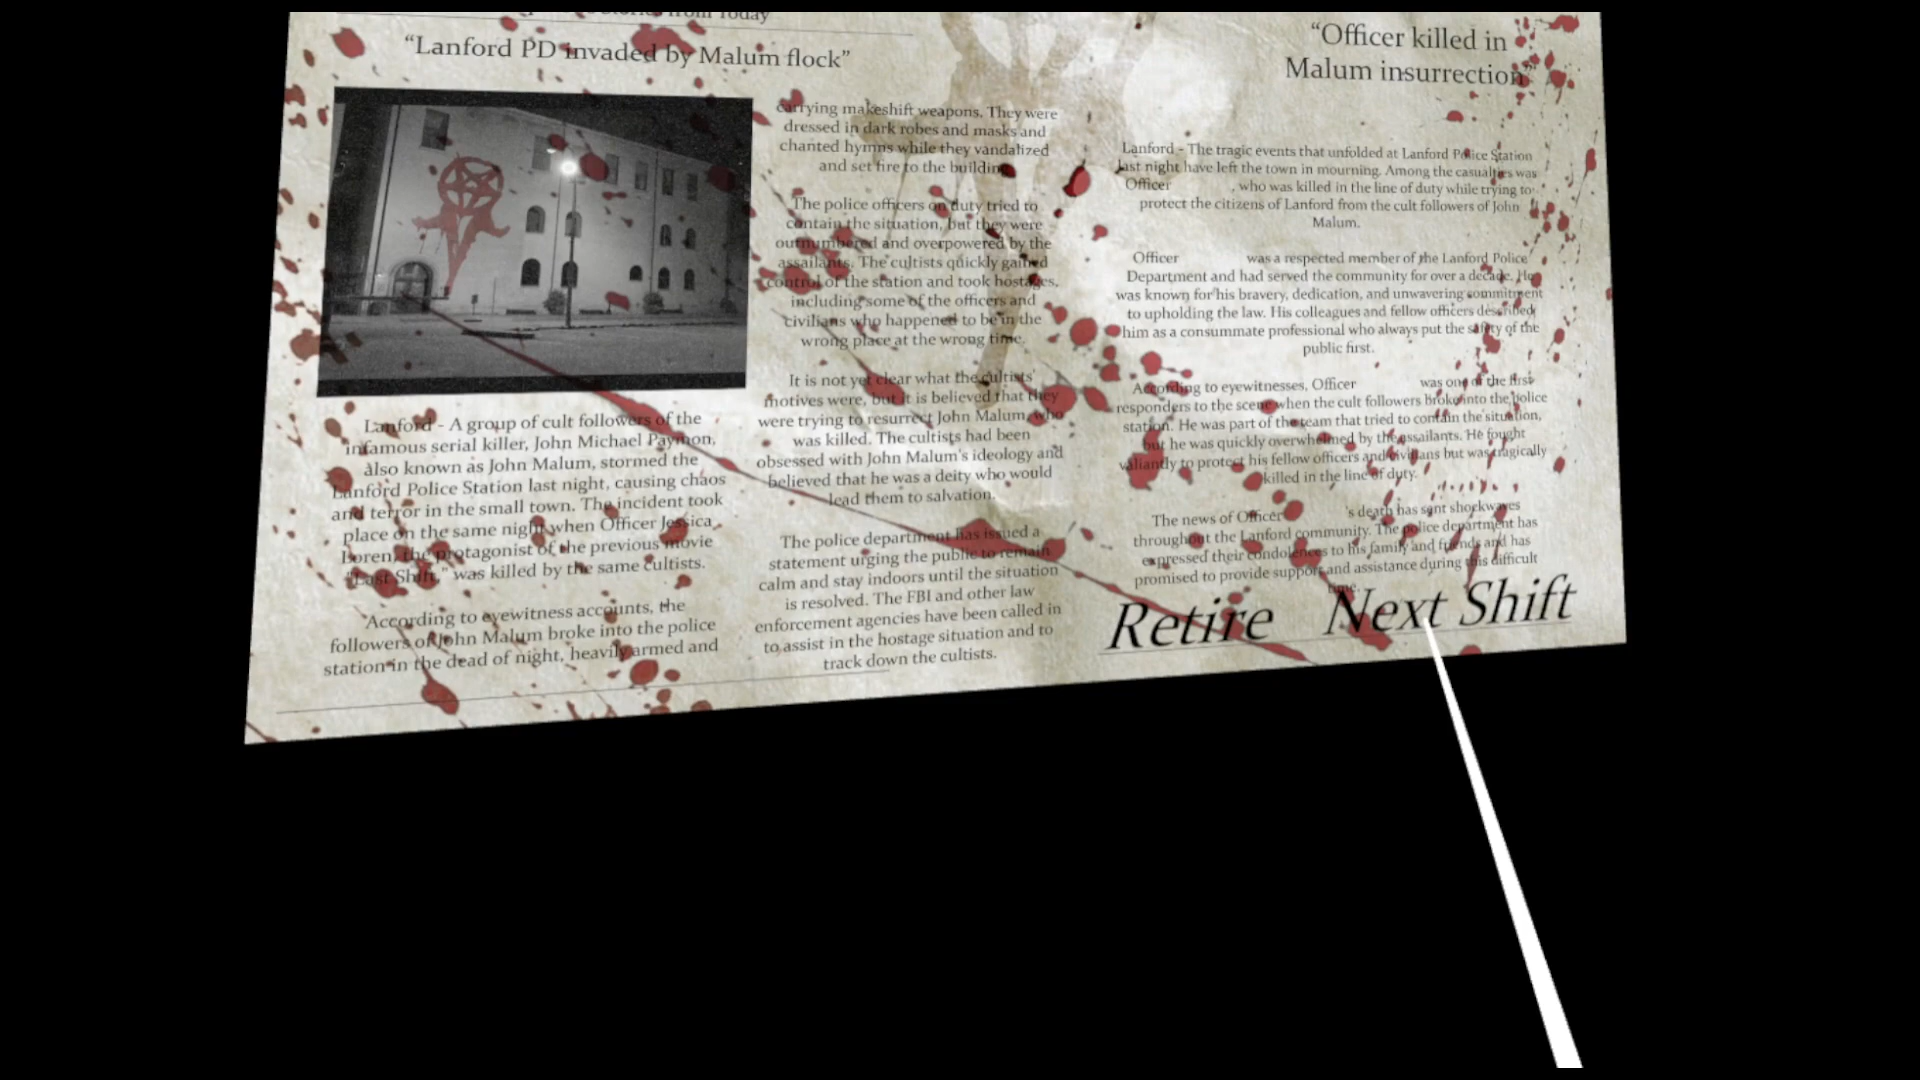 from Today
“Lanford PD invaded by Malum flock”
Lanford - A group of cult followers of the
infamous serial killer, John Michael Paymon,
also known as John Malum, stormed the
Lanford Police Station last night, causing chaos
and terror in the small town. The incident took
place on the same night when Officer Jessica
Loren, the protagonist of the previous movie
"Last Shift," was killed by the same cultists.
"According to eyewitness accounts, the
followers of John Malum broke into the police
station in the dead of night, heavily armed and
carrying makeshift weapons. They were
dressed in dark robes and masks and
chanted hymns while they vandalized
and set fire to the building.
The police officers on duty tried to
contain the situation, but they were
outnumbered and overpowered by the
assailants. The cultists quickly gained
control of the station and took hostages,
including some of the officers and
civilians who happened to be in the
wrong place at the wrong time.
It is not yet clear what the cultists'
motives were, but it is believed that they
were trying to resurrect John Malum, who
was killed. The cultists had been
obsessed with John Malum's ideology and
believed that he was a deity who would
lead them to salvation.
The police department has issued a
statement urging the public to remain
calm and stay indoors until the situation
is resolved. The FBI and other law
enforcement agencies have been called in
to assist in the hostage situation and to
track down the cultists.
“Officer killed in
Malum insurrection”
Lanford - The tragic events that unfolded at Lanford Police Station
last night have left the town in mourning. Among the casualties was
Officer , who was killed in the line of duty while trying to
protect the citizens of Lanford from the cult followers of John
Malum.
Officer was a respected member of the Lanford Police
Department and had served the community for over a decade. He
was known for his bravery, dedication, and unwavering commitment
to upholding the law. His colleagues and fellow officers described
him as a consummate professional who always put the safety of the
public first.
According to eyewitnesses, Officer was one of the first
responders to the scene when the cult followers broke into the police
station. He was part of the team that tried to contain the situation,
but he was quickly overwhelmed by the assailants. He fought
valiantly to protect his fellow officers and civilians but was tragically
killed in the line of duty.
The news of Officer 's death has sent shockwaves
throughout the Lanford community. The police department has
expressed their condolences to his family and friends and has
promised to provide support and assistance during this difficult
time.
Retire Next Shift